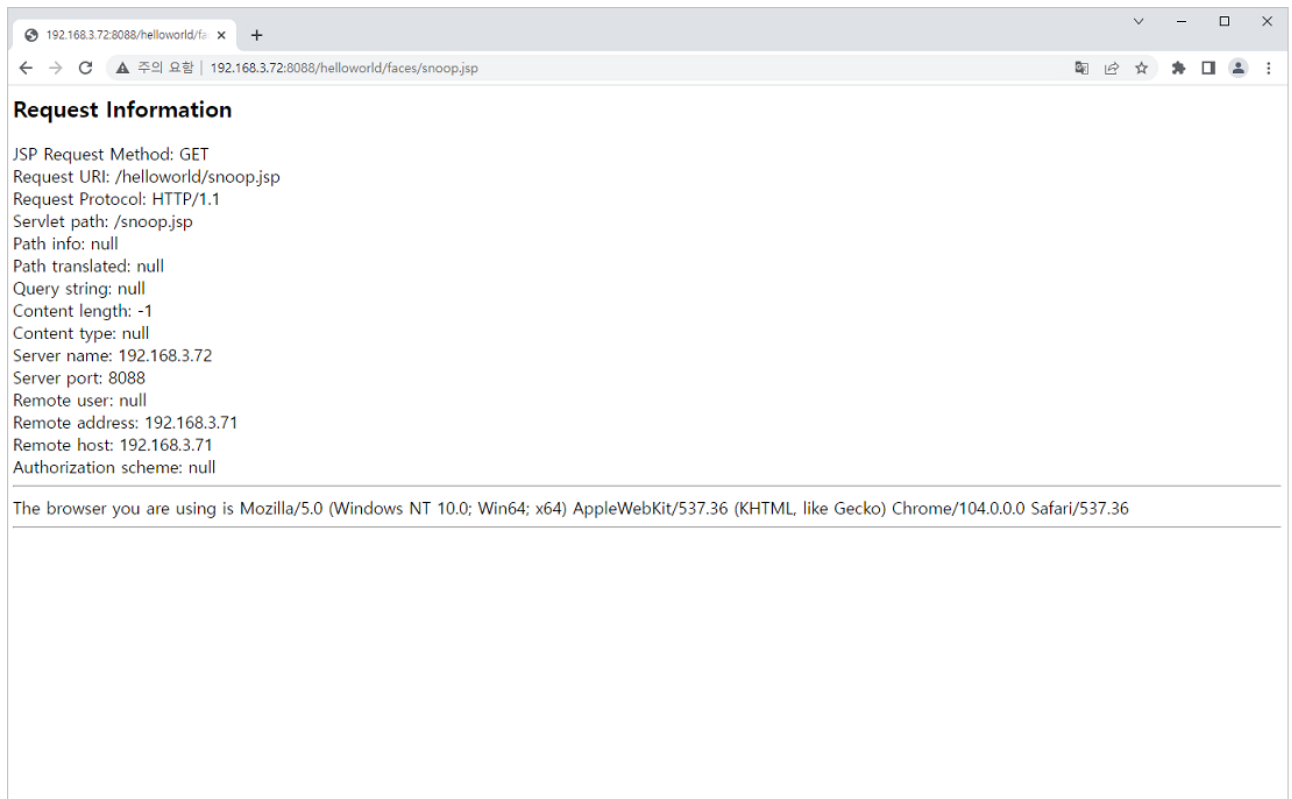 192.168.3.72:8088/helloworld/fa
주의 요함 | 192.168.3.72:8088/helloworld/faces/snoop.jsp
Request Information
JSP Request Method: GET
Request URI: /helloworld/snoop.jsp
Request Protocol: HTTP/1.1
Servlet path: /snoop.jsp
Path info: null
Path translated: null
Query string: null
Content length: -1
Content type: null
Server name: 192.168.3.72
Server port: 8088
Remote user: null
Remote address: 192.168.3.71
Remote host: 192.168.3.71
Authorization scheme: null
The browser you are using is Mozilla/5.0 (Windows NT 10.0; Win64; x64) AppleWebKit/537.36 (KHTML, like Gecko) Chrome/104.0.0.0 Safari/537.36